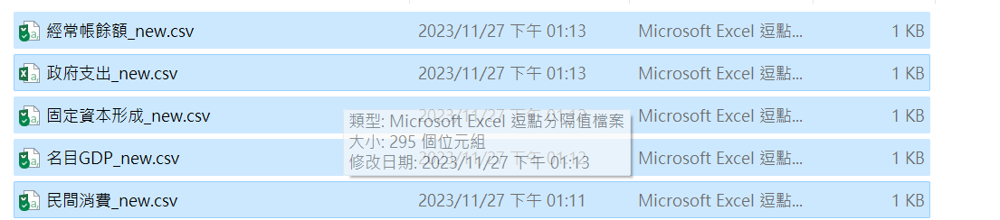 經常帳餘額_new.csv 2023/11/27 下午 01:13 Microsoft Excel 逗點... 1 KB
政府支出_new.csv 2023/11/27 下午 01:13 Microsoft Excel 逗點... 1 KB
固定資本形成_new.csv Microsoft Excel 逗點... 1 KB
類型: Microsoft Excel 逗點分隔值檔案
大小: 295 個位元組
修改日期: 2023/11/27 下午 01:13
名目GDP_new.csv Microsoft Excel 逗點... 1 KB
民間消費_new.csv 2023/11/27 下午 01:11 Microsoft Excel 逗點... 1 KB